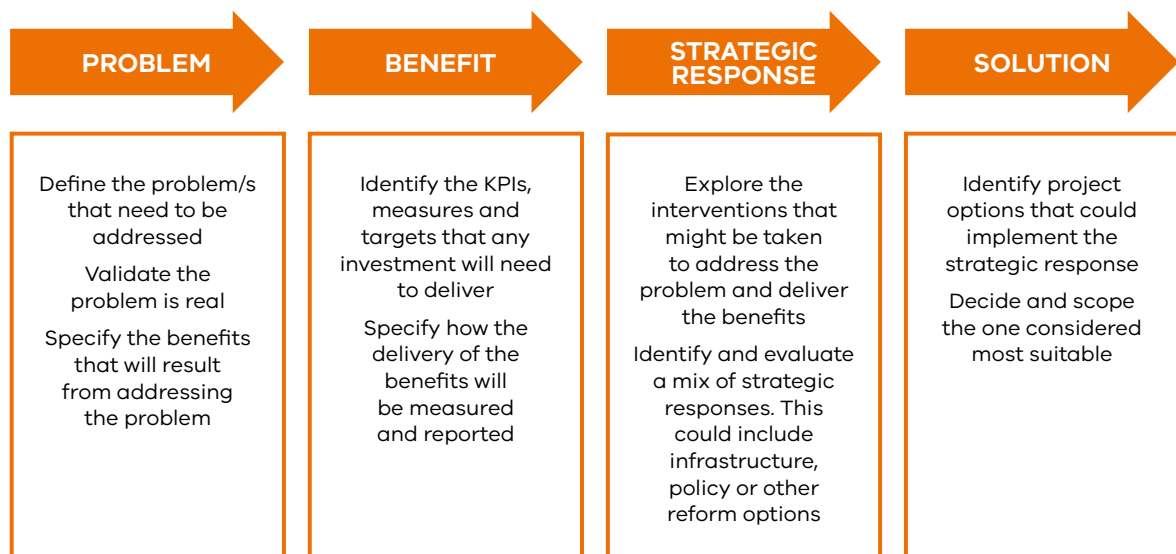 PROBLEM
Define the problem/s
that need to be
addressed
Validate the
problem is real
Specify the benefits
that will result
from addressing
the problem
BENEFIT
Identify the KPIs,
measures and
targets that any
investment will need
to deliver
Specify how the
delivery of the
benefits will
be measured
and reported
STRATEGIC
RESPONSE
Explore the
interventions that
might be taken
to address the
problem and deliver
the benefits
Identify and evaluate
a mix of strategic
responses. This
could include
infrastructure,
policy or other
reform options
SOLUTION
Identify project
options that could
implement the
strategic response
Decide and scope
the one considered
most suitable